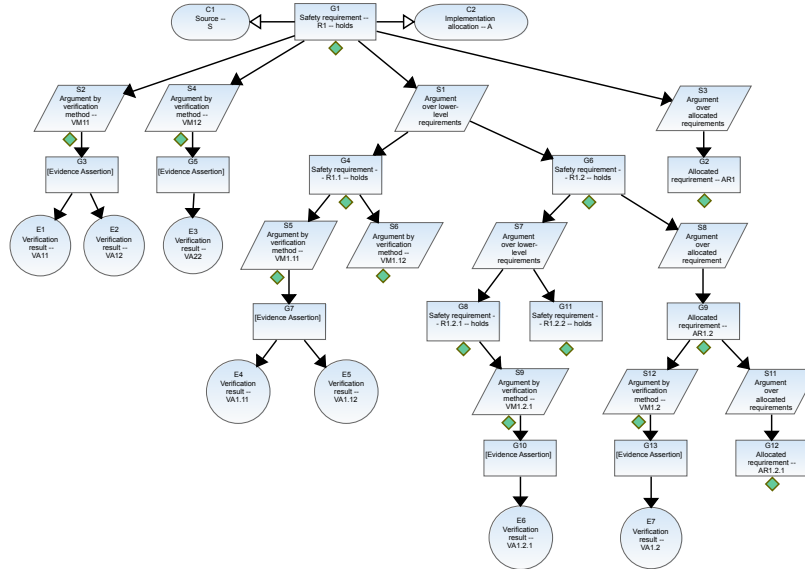 C1
Source --
S
G1
Safety requirement --
R1 -- holds
C2
Implementation
allocation -- A
S2
Argument by
verification
method --
VM11
S4
Argument by
verification
method --
VM12
S1
Argument
over lower-
level
requirements
S3
Argument
over
allocated
requirements
G3
[Evidence Assertion]
G5
[Evidence Assertion]
G4
Safety requirement -
- R1.1 -- holds
G6
Safety requirement -
- R1.2 -- holds
G2
Allocated
requrirement -- AR1
E1
Verification
result --
VA11
E2
Verification
result --
VA12
E3
Verification
result --
VA22
S5
Argument by
verification
method --
VM1.11
S6
Argument by
verification
method --
VM1.12
S7
Argument
over lower-
level
requirements
S8
Argument
over
allocated
requirement
G7
[Evidence Assertion]
G8
Safety requirement -
- R1.2.1 -- holds
G11
Safety requirement -
- R1.2.2 -- holds
G9
Allocated
requrirement --
AR1.2
E4
Verification
result --
VA1.11
E5
Verification
result --
VA1.12
S9
Argument by
verification
method --
VM1.2.1
S12
Argument by
verification
method --
VM1.2
S11
Argument
over
allocated
requirements
G10
[Evidence Assertion]
G13
[Evidence Assertion]
G12
Allocated
requrirement --
AR1.2.1
E6
Verification
result --
VA1.2.1
E7
Verification
result --
VA1.2